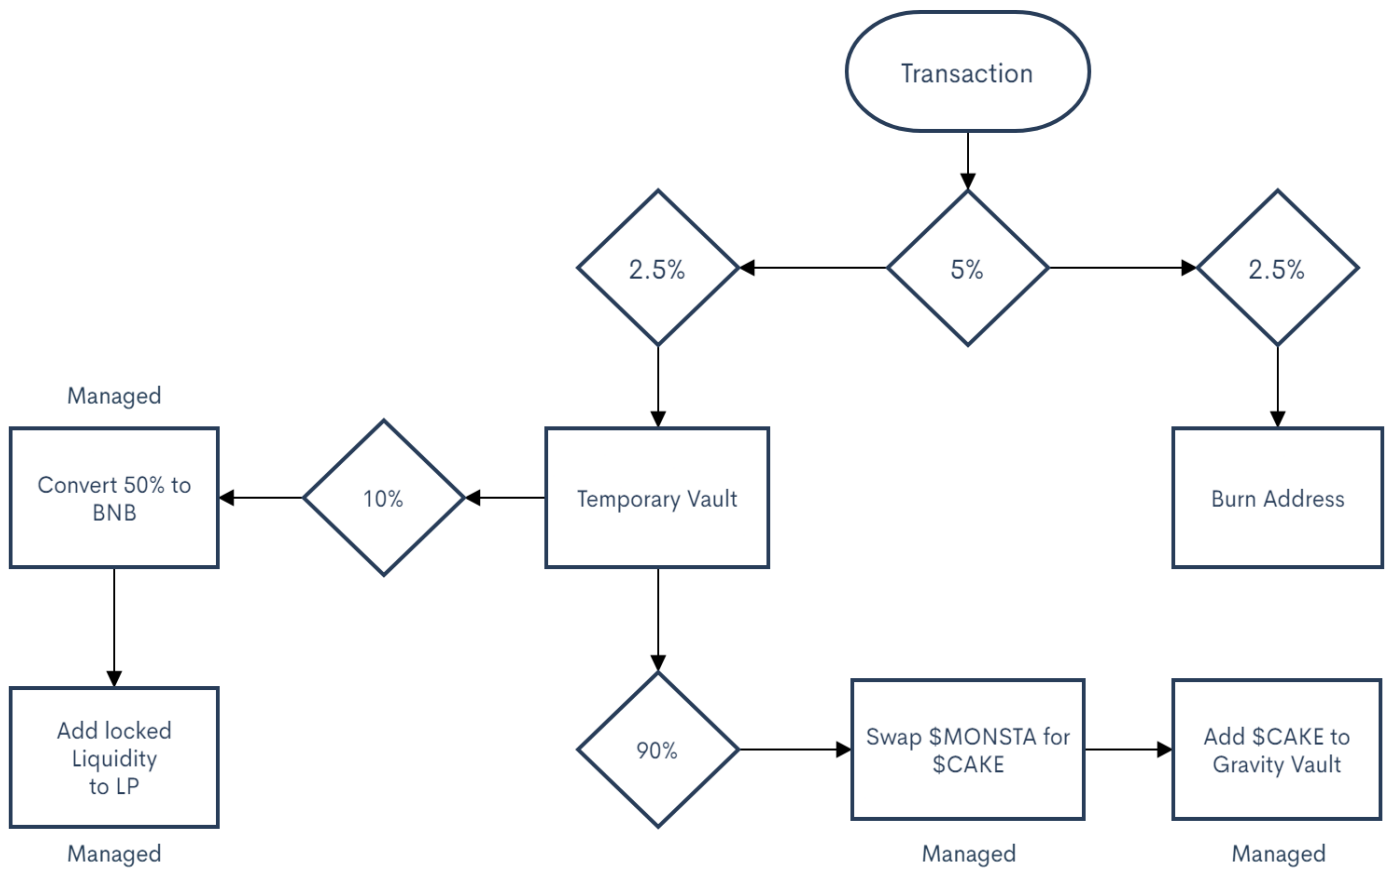 Transaction
2.5%
5%
2.5%
Managed
Convert 50% to
BNB
10%
Temporary Vault
Burn Address
Add locked
Liquidity
to LP
90%
Swap $MONSTA for
$CAKE
Add $CAKE to
Gravity Vault
Managed
Managed
Managed